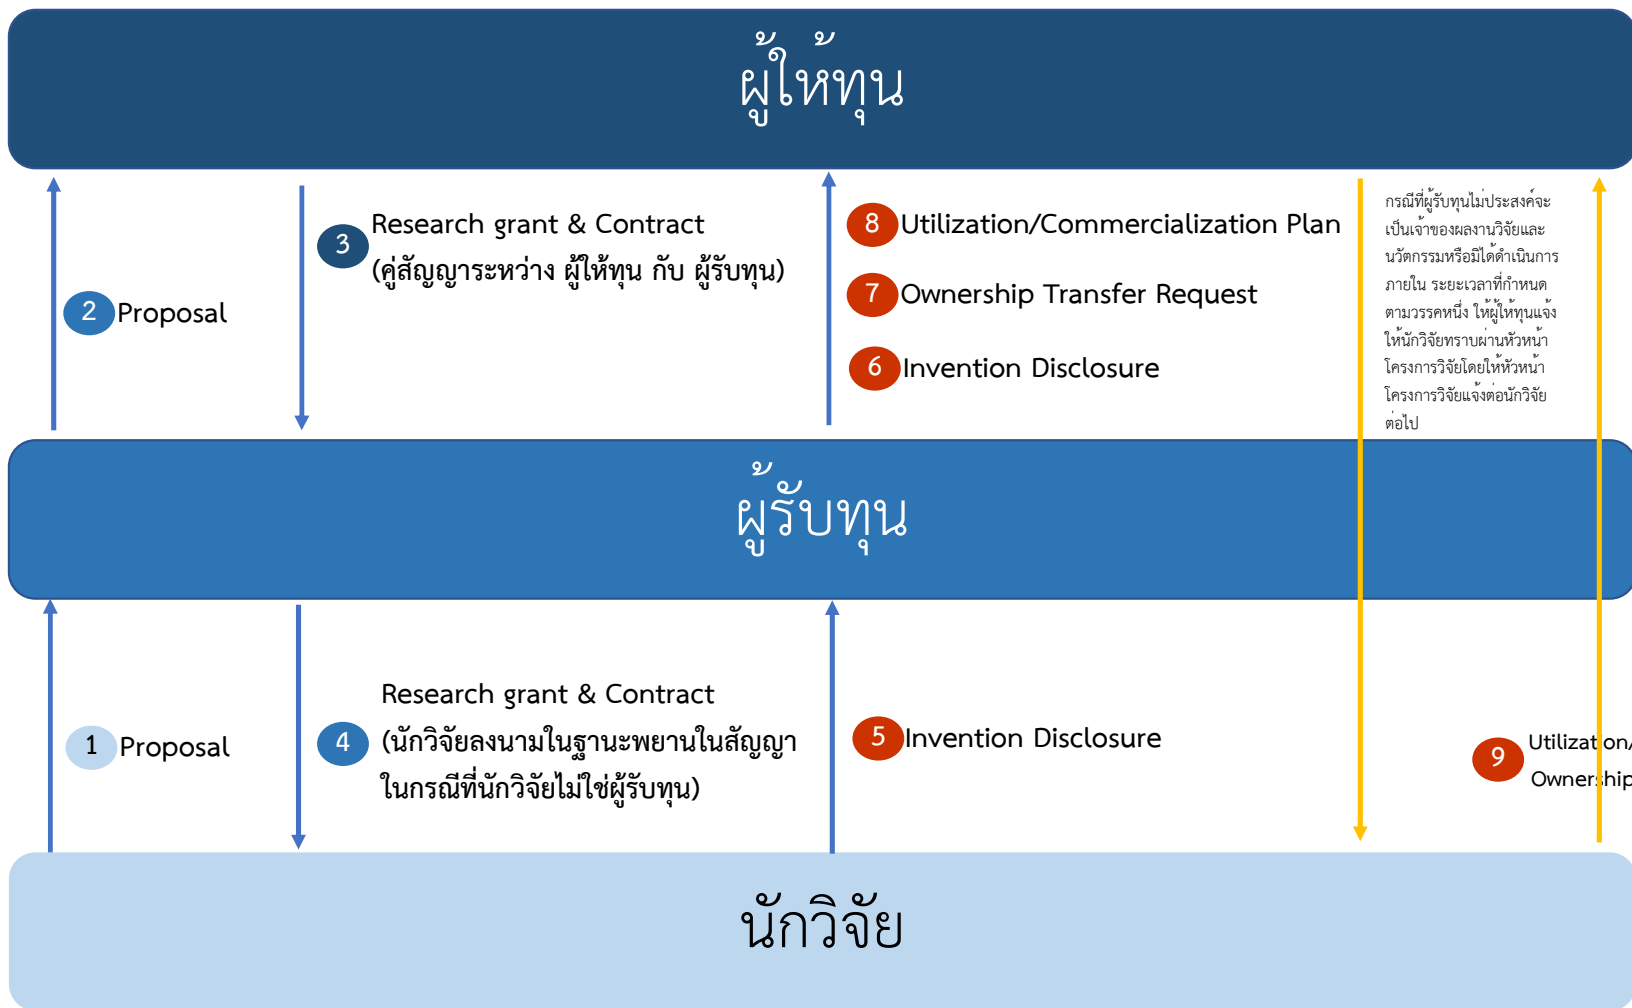 ผู้ให้ทุน
2 Proposal
3 Research grant & Contract
(คู่สัญญาระหว่าง ผู้ให้ทุน กับ ผู้รับทุน)
8 Utilization/Commercialization Plan
7 Ownership Transfer Request
6 Invention Disclosure
กรณีที่ผู้รับทุนไม่ประสงค์จะ
เป็นเจ้าของผลงานวิจัยและ
นวัตกรรมหรือมิได้ดำเนินการ
ภายใน ระยะเวลาที่กำหนด
ตามวรรคหนึ่ง ให้ผู้ให้ทุนแจ้ง
ให้นักวิจัยทราบผ่านหัวหน้า
โครงการวิจัยโดยให้หัวหน้า
โครงการวิจัยแจ้งต่อนักวิจัย
ต่อไป
ผู้รับทุน
1 Proposal
4 Research grant & Contract
(นักวิจัยลงนามในฐานะพยานในสัญญา
ในกรณีที่นักวิจัยไม่ใช่ผู้รับทุน)
5 Invention Disclosure
9 Utilization/
Ownership
นักวิจัย